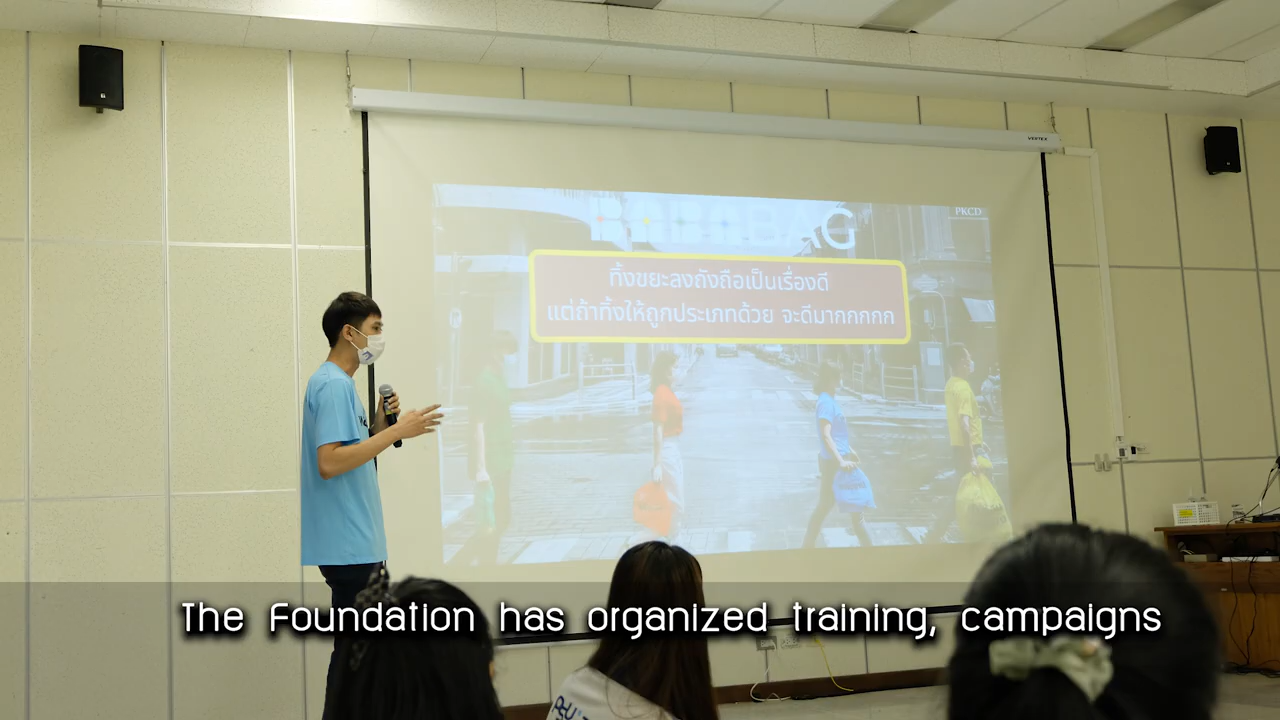 VERTEX
PKCD
BAG
ทิ้งขยะลงถังถือเป็นเรื่องดี
แต่ถ้าทิ้งให้ถูกประเภทด้วย จะดีมากกกกก
The Foundation has organized training, campaigns